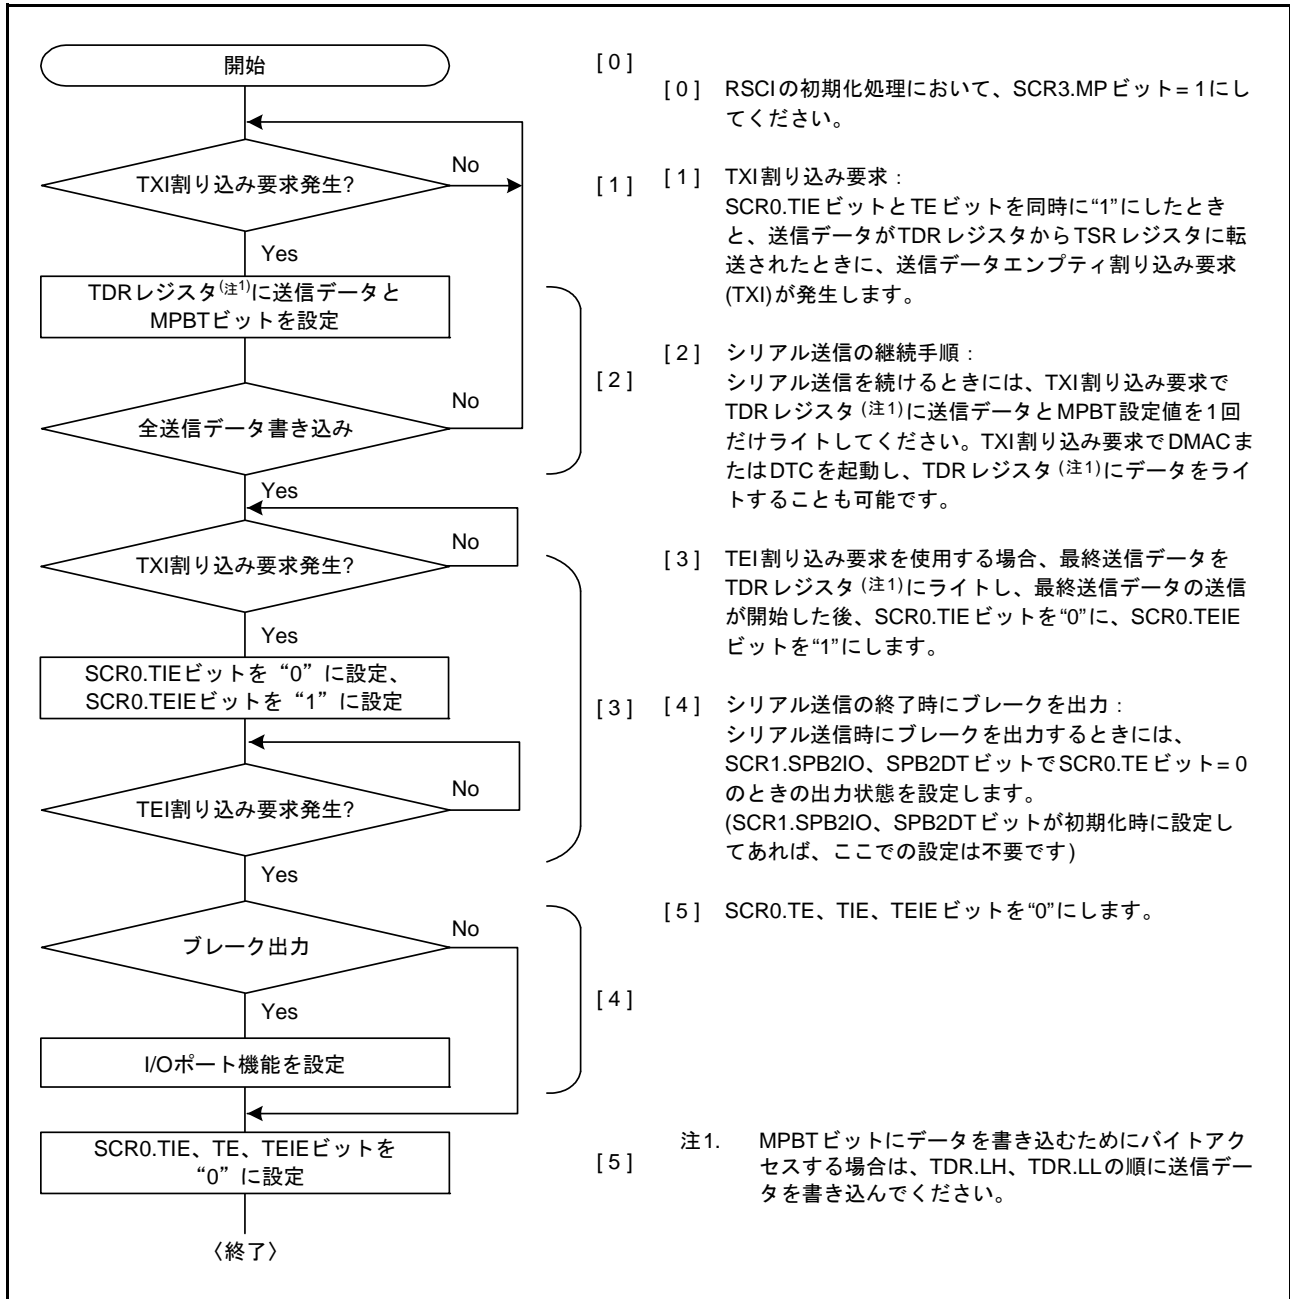 開始
[ 0 ]
No
TXI割り込み要求発生?
[ 1 ]
Yes
TDRレジスタ(注1)に送信データと
MPBTビットを設定
[ 2 ]
No
全送信データ書き込み
Yes
No
TXI割り込み要求発生?
Yes
SCR0.TIEビットを“0”に設定、
SCR0.TEIEビットを“1”に設定
[ 3 ]
No
TEI割り込み要求発生?
Yes
No
ブレーク出力
[ 4 ]
Yes
I/Oポート機能を設定
SCR0.TIE、TE、TEIEビットを
“0”に設定
[ 5 ]
〈終了〉
[ 0 ] RSCIの初期化処理において、SCR3.MPビット= 1にし
てください。
[ 1 ] TXI割り込み要求：
SCR0.TIEビットとTEビットを同時に“1”にしたとき
と、送信データがTDRレジスタからTSRレジスタに転
送されたときに、送信データエンプティ割り込み要求
(TXI)が発生します。
[ 2 ] シリアル送信の継続手順：
シリアル送信を続けるときには、TXI割り込み要求で
TDRレジスタ(注1)に送信データとMPBT設定値を1回
だけライトしてください。TXI割り込み要求でDMACま
たはDTCを起動し、TDRレジスタ(注1)にデータをライ
トすることも可能です。
[ 3 ] TEI割り込み要求を使用する場合、最終送信データを
TDRレジスタ(注1)にライトし、最終送信データの送信
が開始した後、SCR0.TIEビットを“0”に、SCR0.TEIE
ビットを“1”にします。
[ 4 ] シリアル送信の終了時にブレークを出力：
シリアル送信時にブレークを出力するときには、
SCR1.SPB2IO、SPB2DTビットでSCR0.TEビット= 0
のときの出力状態を設定します。
(SCR1.SPB2IO、SPB2DTビットが初期化時に設定し
てあれば、ここでの設定は不要です)
[ 5 ] SCR0.TE、TIE、TEIEビットを“0”にします。
注1. MPBTビットにデータを書き込むためにバイトアク
セスする場合は、TDR.LH、TDR.LLの順に送信デー
タを書き込んでください。